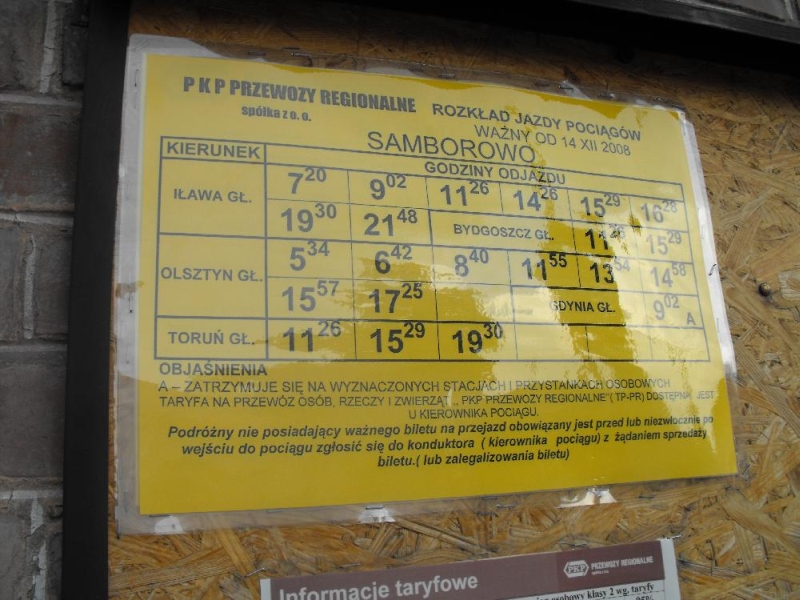 PKP PRZEWOZY REGIONALNE
spółka z o. o.
ROZKŁAD JAZDY POCIĄGÓW
WAŻNY OD 14 XII 2008
SAMBOROWO
KIERUNEK GODZINY ODJAZDU
IŁAWA GŁ. 7 20 9 02 11 26 14 26 15 29 16 28
19 30 21 48 BYDGOSZCZ GŁ. 11 26 15 29
OLSZTYN GŁ. 5 34 6 42 8 40 11 55 13 54 14 58
15 57 17 25 GDYNIA GŁ. 9 02 A
TORUŃ GŁ. 11 26 15 29 19 30
OBJAŚNIENIA
A – ZATRZYMUJE SIĘ NA WYZNACZONYCH STACJACH I PRZYSTANKACH OSOBOWYCH
TARYFA NA PRZEWÓZ OSÓB, RZECZY I ZWIERZĄT „ PKP PRZEWOZY REGIONALNE" ( TP-PR) DOSTĘPNA JEST
U KIEROWNIKA POCIĄGU.
Podróżny nie posiadający ważnego biletu na przejazd obowiązany jest przed lub niezwłocznie po
wejściu do pociągu zgłosić się do konduktora ( kierownika pociągu) z żądaniem sprzedaży
biletu.( lub zalegalizowania biletu)
PKP PRZEWOZY REGIONALNE
Informacje taryfowe
osobowy klasy 2 wg. taryfy